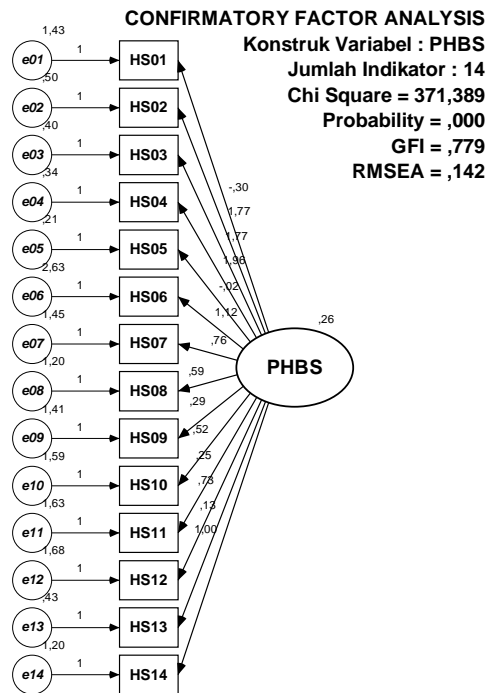 CONFIRMATORY FACTOR ANALYSIS
Konstruk Variabel : PHBS
Jumlah Indikator : 14
Chi Square = 371,389
Probability = ,000
GFI = ,779
RMSEA = ,142
1,43
e01 1 HS01
,50
e02 1 HS02
,40
e03 1 HS03
,34
e04 1 HS04
,21
e05 1 HS05
2,63
e06 1 HS06
1,45
e07 1 HS07
1,20
e08 1 HS08
1,41
e09 1 HS09
1,59
e10 1 HS10
1,63
e11 1 HS11
1,68
e12 1 HS12
,43
e13 1 HS13
1,20
e14 1 HS14
-,30
1,77
1,77
1,96
-,02
1,12
,76
,59
,29
,52
,25
,73
,13
1,00
,26
PHBS